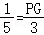 1/5 = PG/3